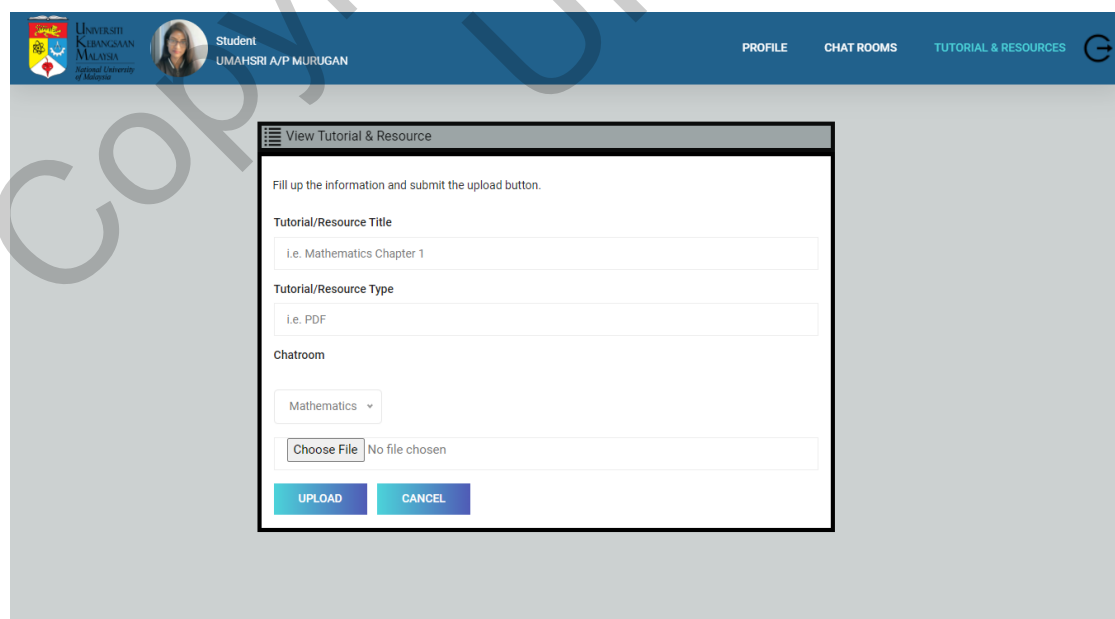 UNIVERSITI
KEBANGSAAN
MALAYSIA
National University
of Malaysia
Student
UMAHSRI A/P MURUGAN
PROFILE
CHAT ROOMS
TUTORIAL & RESOURCES
View Tutorial & Resource
Fill up the information and submit the upload button.
Tutorial/Resource Title
i.e. Mathematics Chapter 1
Tutorial/Resource Type
i.e. PDF
Chatroom
Mathematics
Choose File No file chosen
UPLOAD
CANCEL